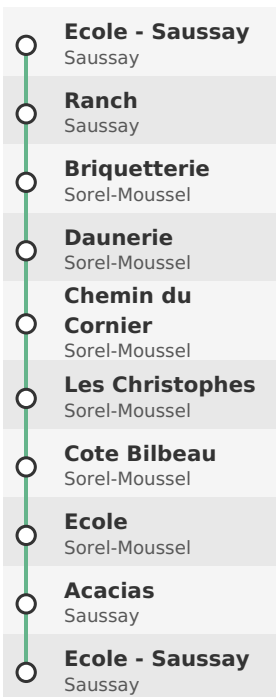 Ecole - Saussay
Saussay
Ranch
Saussay
Briquetterie
Sorel-Moussel
Daunerie
Sorel-Moussel
Chemin du
Cornier
Sorel-Moussel
Les Christophes
Sorel-Moussel
Cote Bilbeau
Sorel-Moussel
Ecole
Sorel-Moussel
Acacias
Saussay
Ecole - Saussay
Saussay